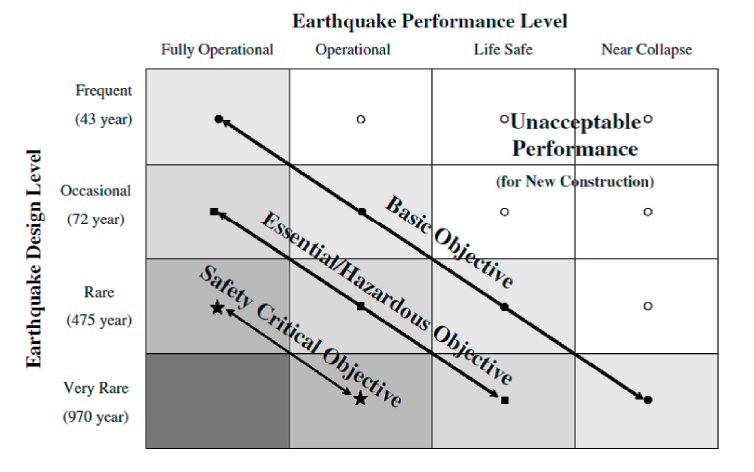 Earthquake Performance Level
Fully Operational
Operational
Life Safe
Near Collapse
Earthquake Design Level
Frequent
(43 year)
Occasional
(72 year)
Rare
(475 year)
Very Rare
(970 year)
Unacceptable
Performance
(for New Construction)
Basic Objective
Essential/Hazardous Objective
Safety Critical Objective